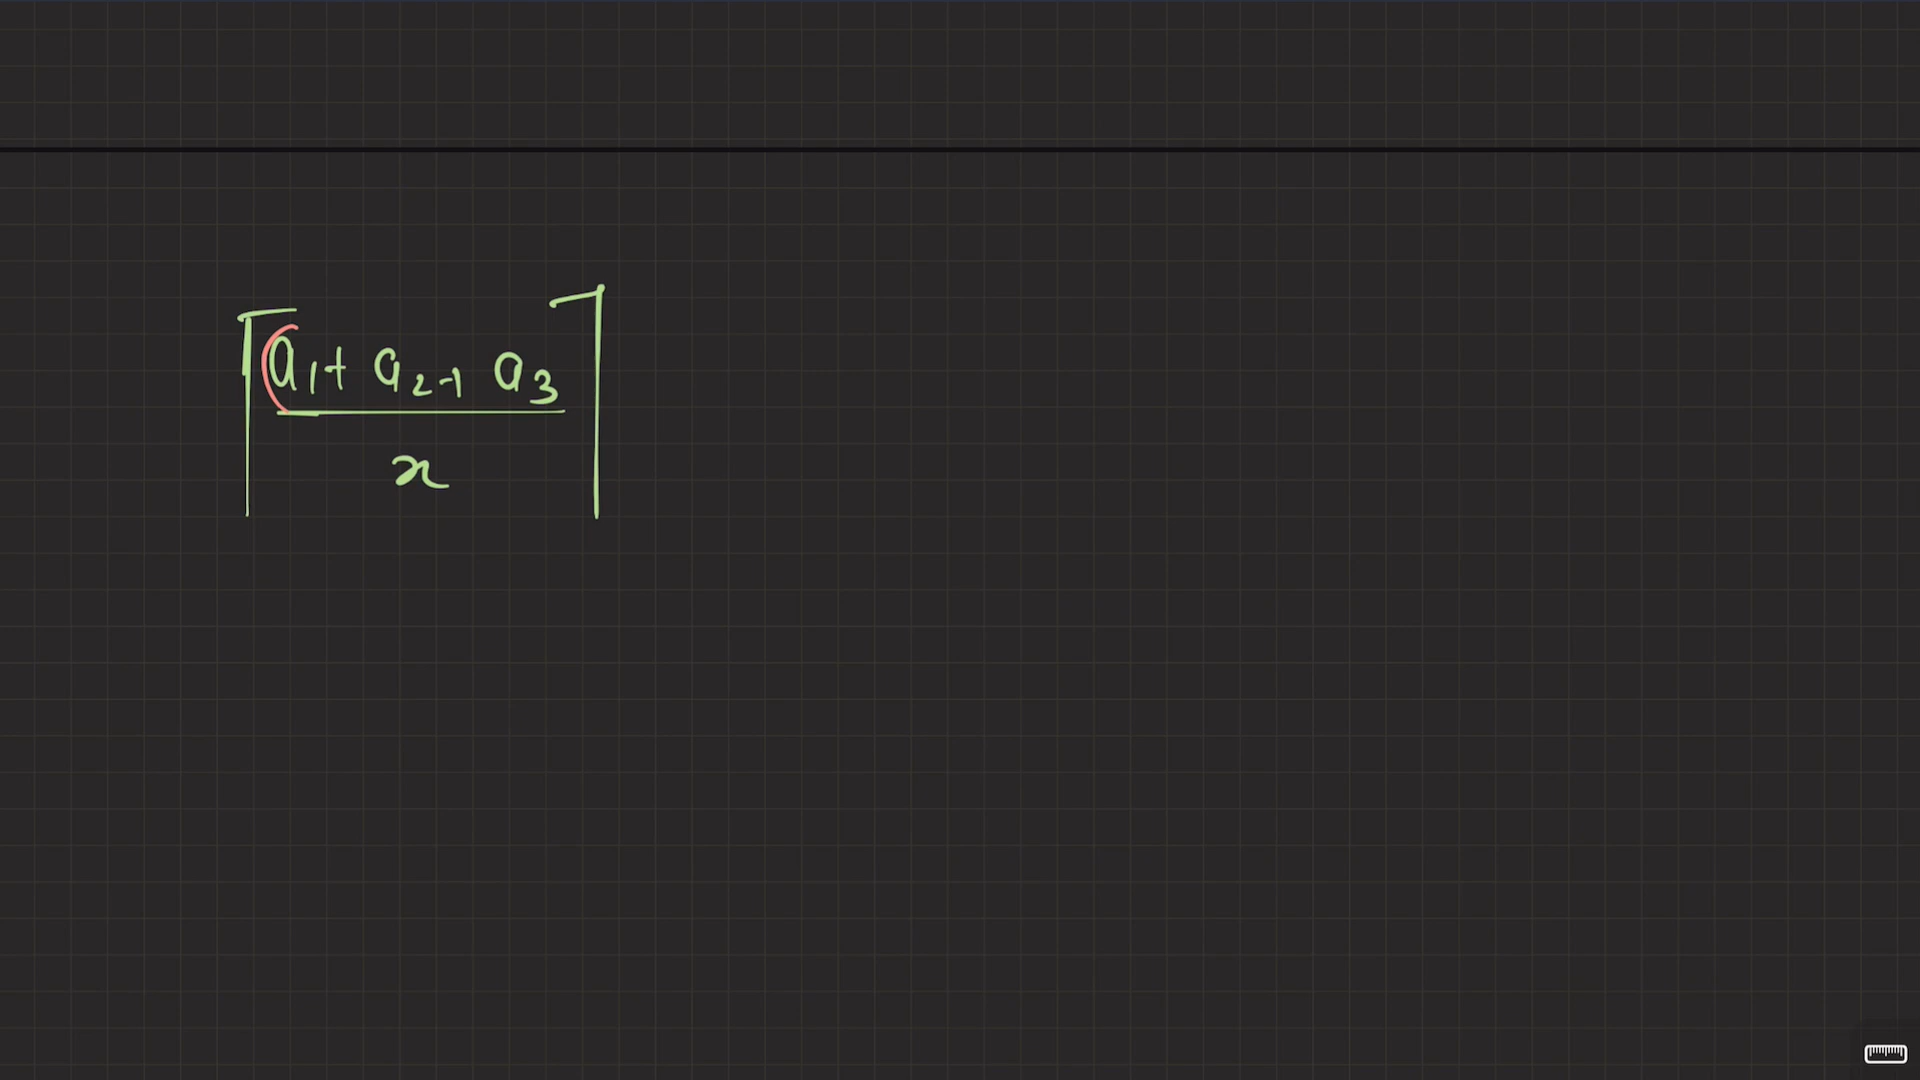 ⌈(a₁ + a₂ + a₃
x⌉